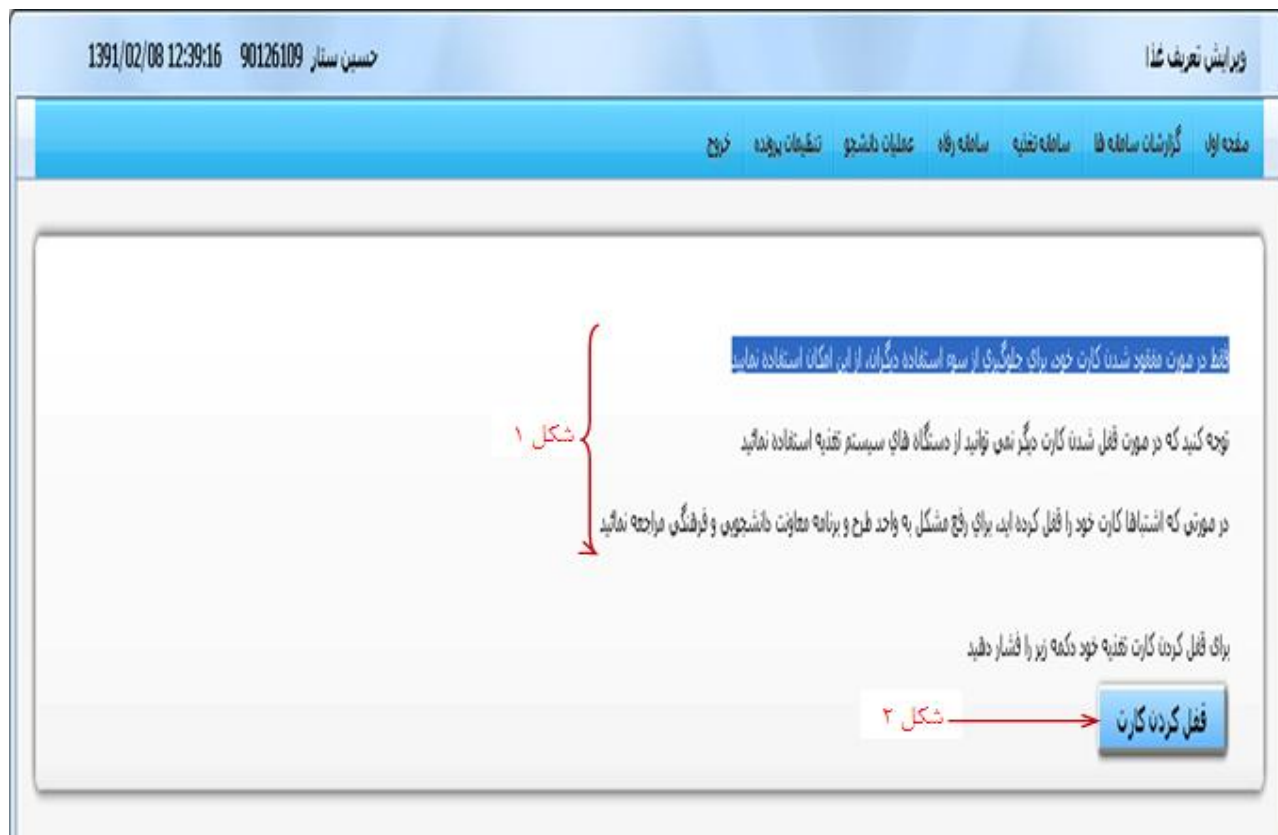 ویرایش تعریف غذا
حسین ستار 90126109 1391/02/08 12:39:16
صفحه اول گزارشات سامانه ها سامانه تغذیه سامانه رفاه عملیات دانشجو تنظیمات پرونده خروج
فقط در صورت مفقود شدن کارت خود، برای جلوگیری از سوء استفاده دیگران، از این امکان استفاده نمایید
توجه کنید که در صورت قفل شدن کارت دیگر نمی توانید از دستگاه های سیستم تغذیه استفاده نمائید
شکل ۱
در صورتی که اشتباها کارت خود را قفل کرده اید، برای رفع مشکل به واحد طرح و برنامه معاونت دانشجویی و فرهنگی مراجعه نمائید
برای قفل کردن کارت تغذیه خود دکمه زیر را فشار دهید
قفل کردن کارت
شکل ۲